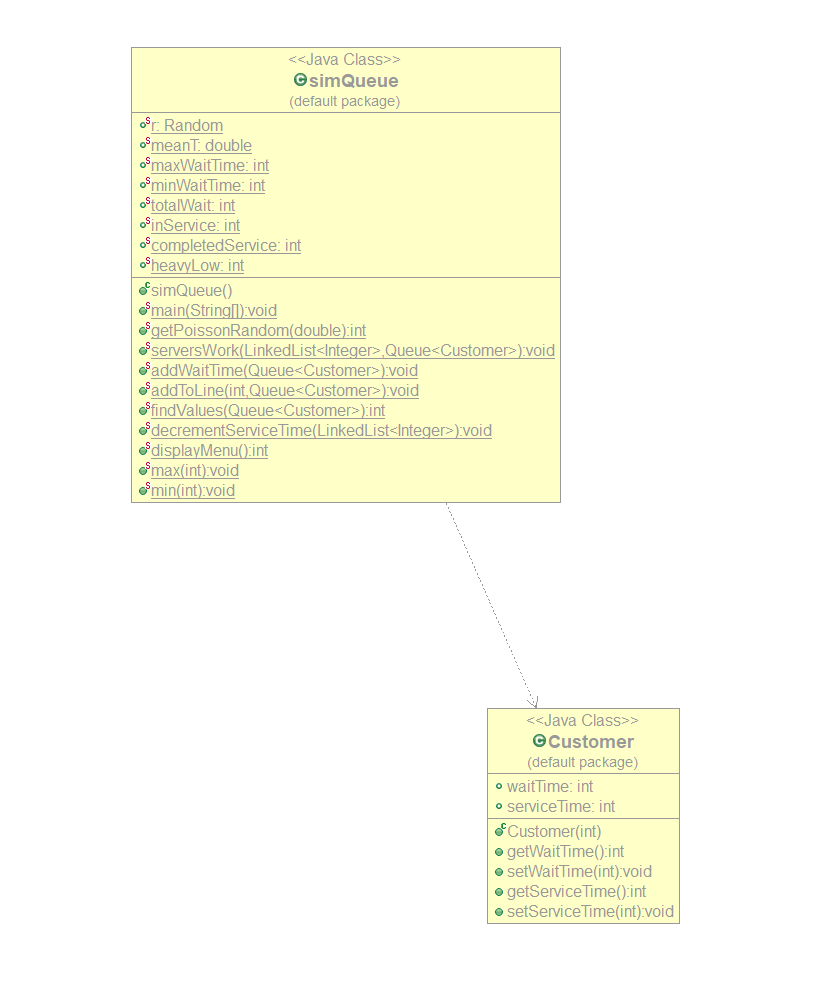 <<Java Class>>
simQueue
(default package)
r: Random
meanT: double
maxWaitTime: int
minWaitTime: int
totalWait: int
inService: int
completedService: int
heavyLow: int
simQueue()
main(String[]):void
getPoissonRandom(double):int
serversWork(LinkedList<Integer>,Queue<Customer>):void
addWaitTime(Queue<Customer>):void
addToLine(int,Queue<Customer>):void
findValues(Queue<Customer>):int
decrementServiceTime(LinkedList<Integer>):void
displayMenu():int
max(int):void
min(int):void
<<Java Class>>
Customer
(default package)
waitTime: int
serviceTime: int
Customer(int)
getWaitTime():int
setWaitTime(int):void
getServiceTime():int
setServiceTime(int):void